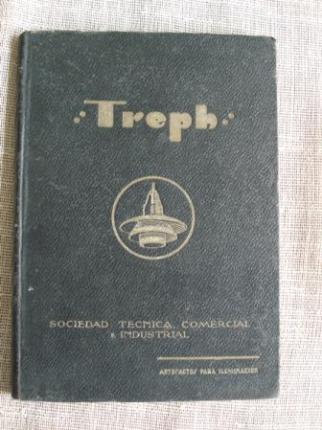 Treph
SOCIEDAD TECNICA COMERCIAL
e INDUSTRIAL
ARTEFACTOS PARA ILUMINACION